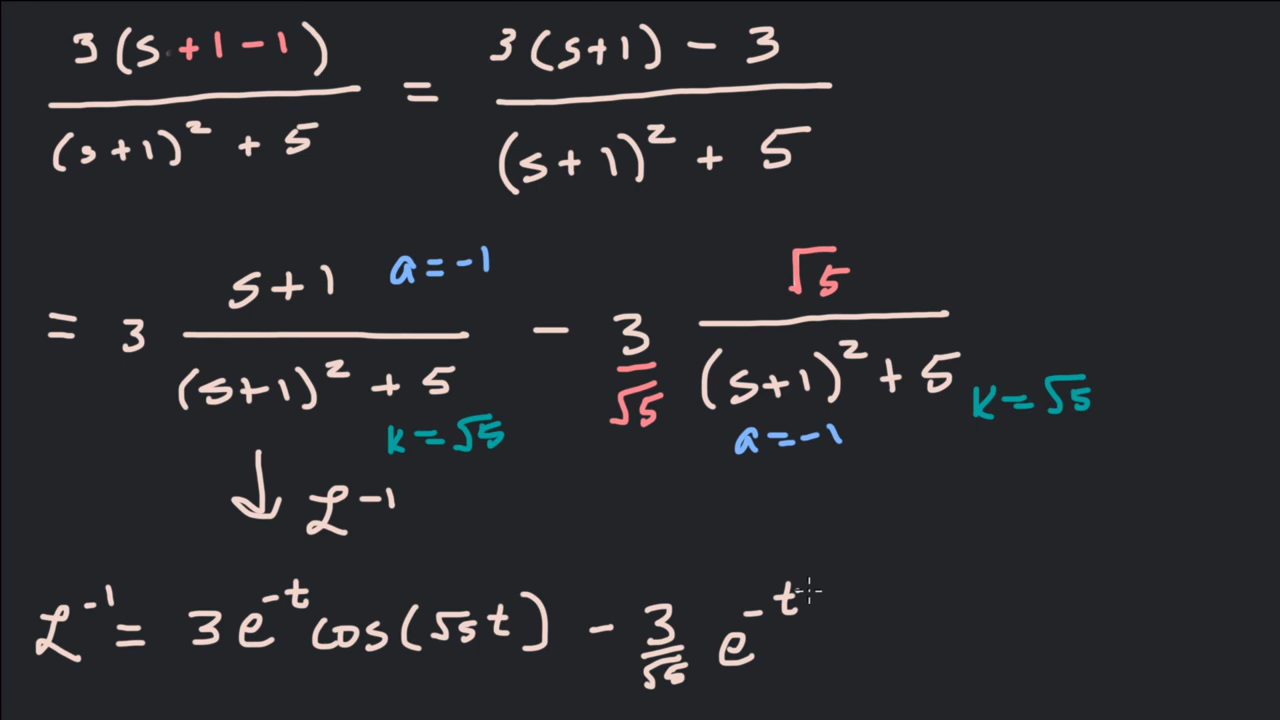 3(s+1-1) / ((s+1)² + 5) = (3(s+1) - 3) / ((s+1)² + 5)
= 3 (s+1) / ((s+1)² + 5) - 3/√5 √5 / ((s+1)² + 5)
a=-1
k=√5
a=-1
k=√5
↓ ℒ⁻¹
ℒ⁻¹ = 3e⁻ᵗ cos(√5 t) - 3/√5 e⁻ᵗ